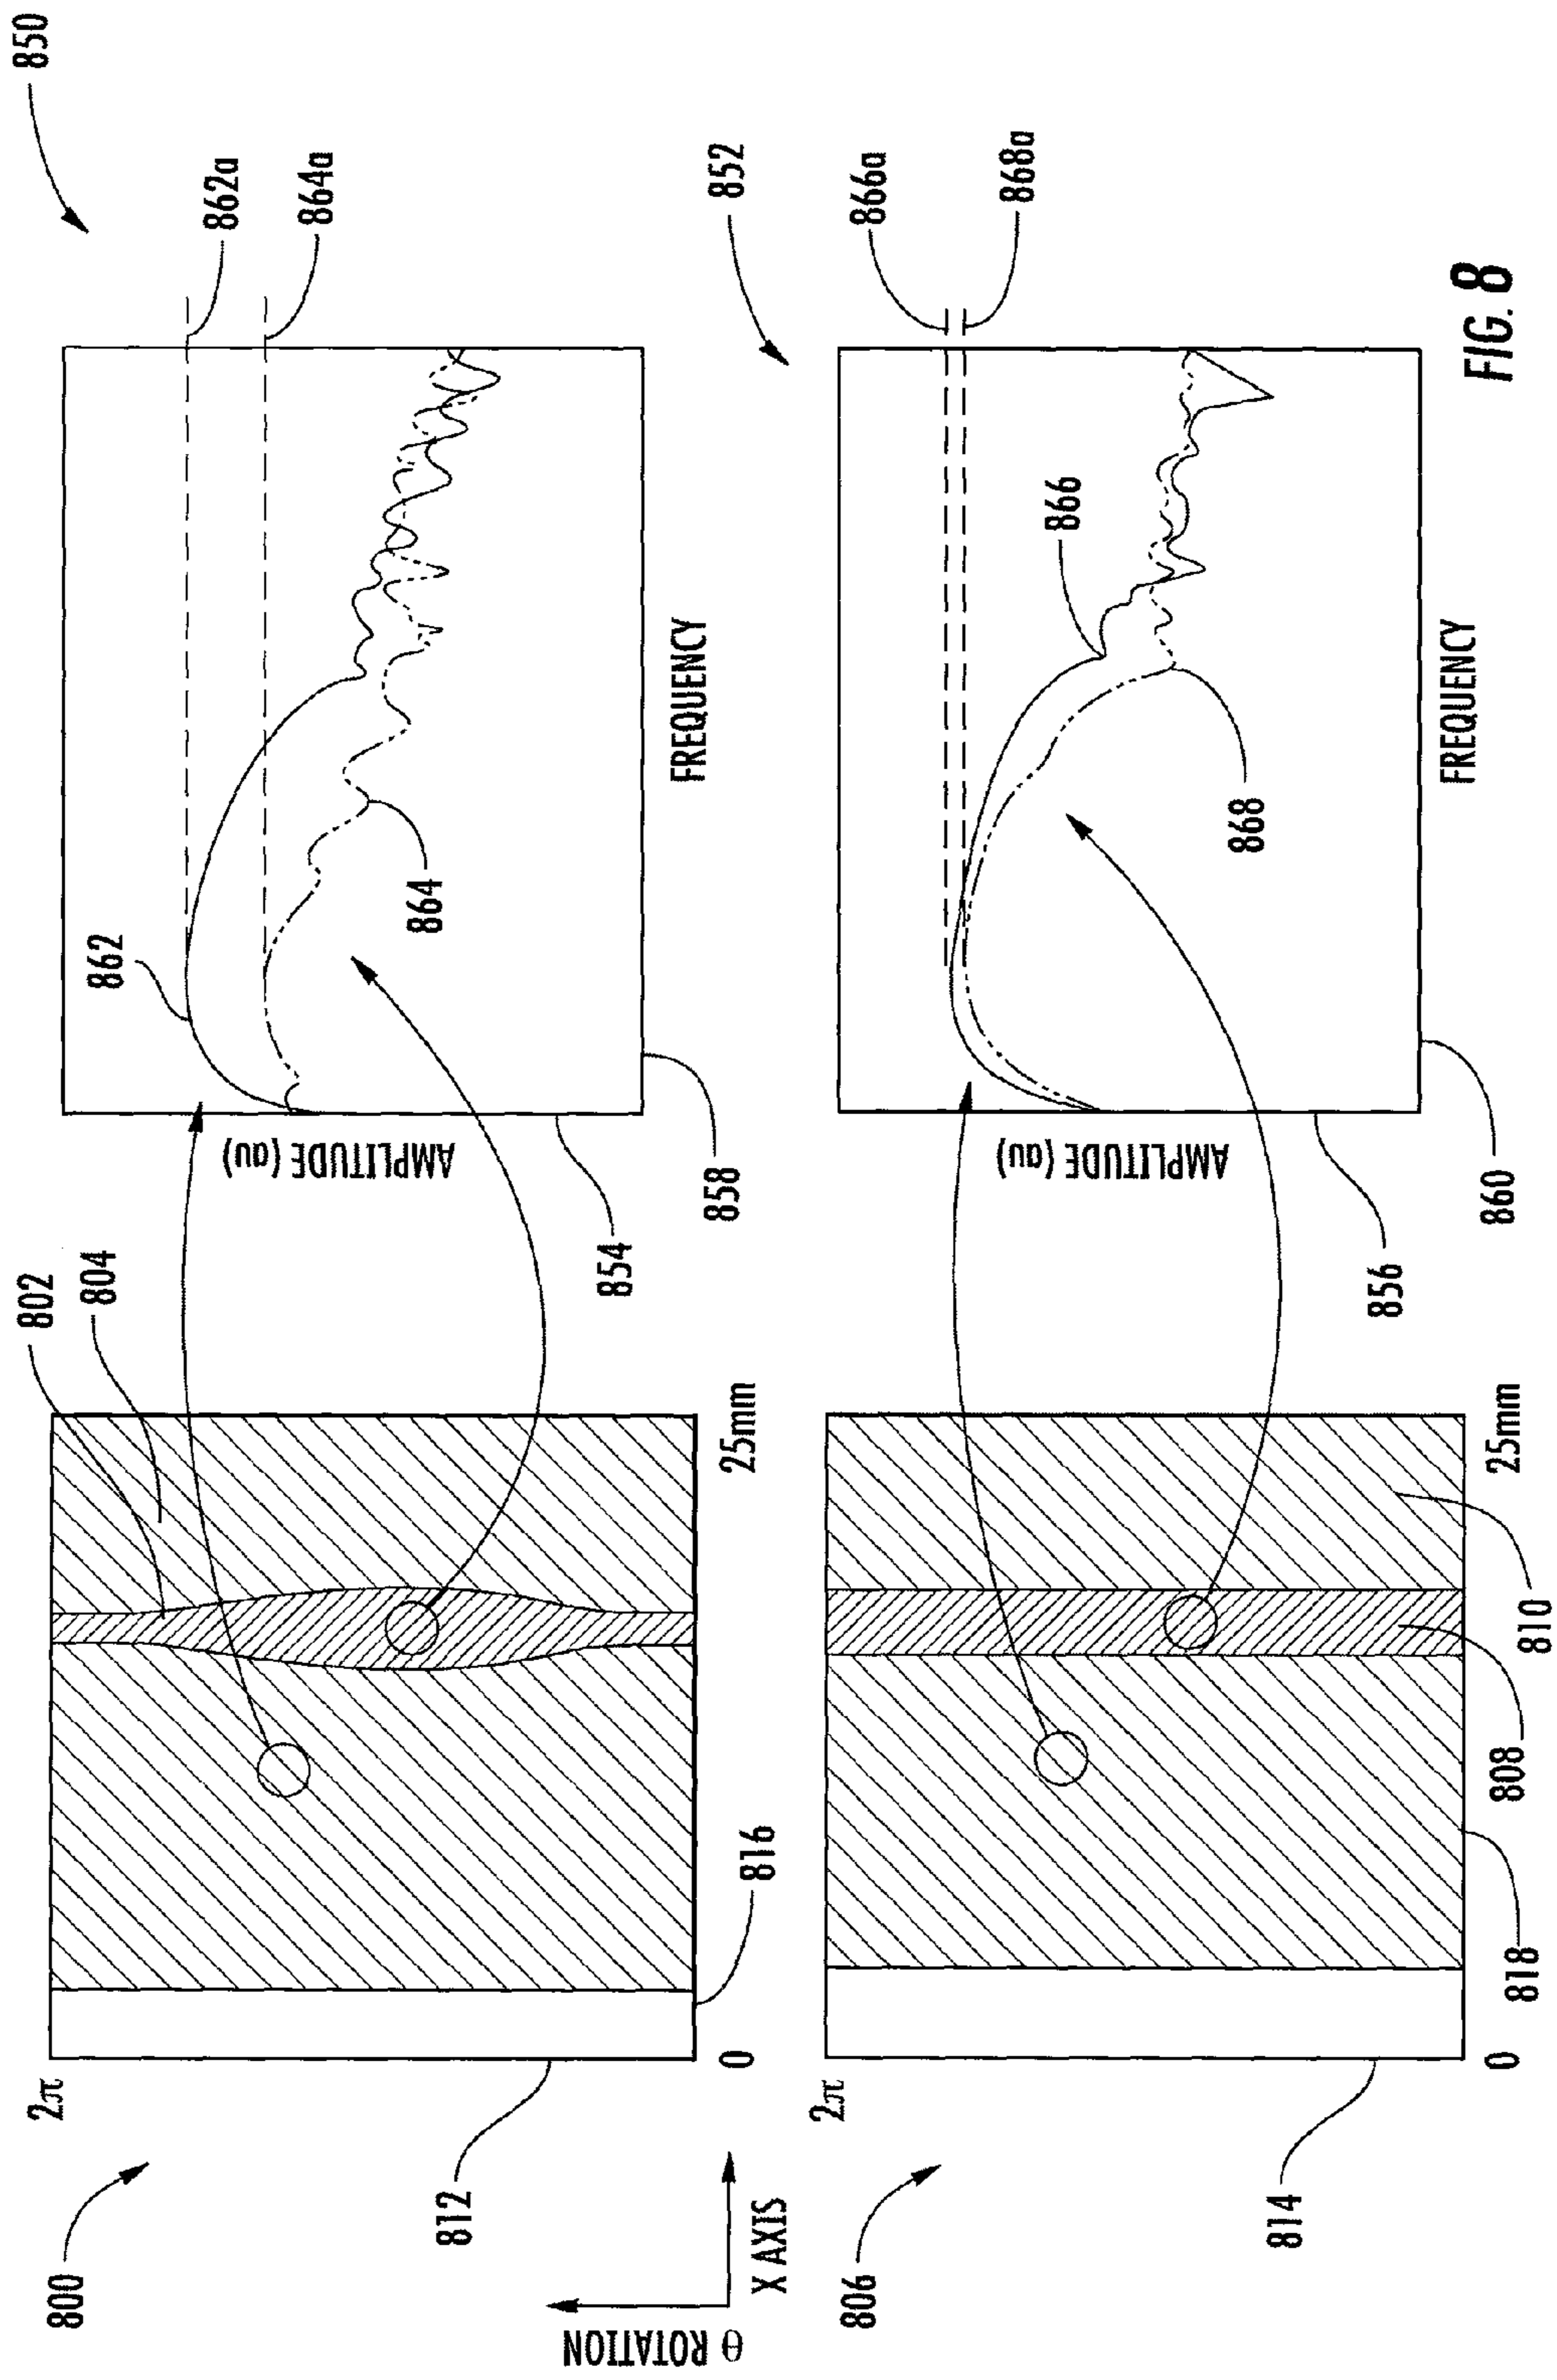 800
2π
812
816
0
25mm
802
804
θ ROTATION
X AXIS
850
862
862a
864
864a
AMPLITUDE (au)
854
858
FREQUENCY
806
2π
814
818
0
808
810
25mm
852
866
866a
868
868a
AMPLITUDE (au)
856
860
FREQUENCY
FIG. 8